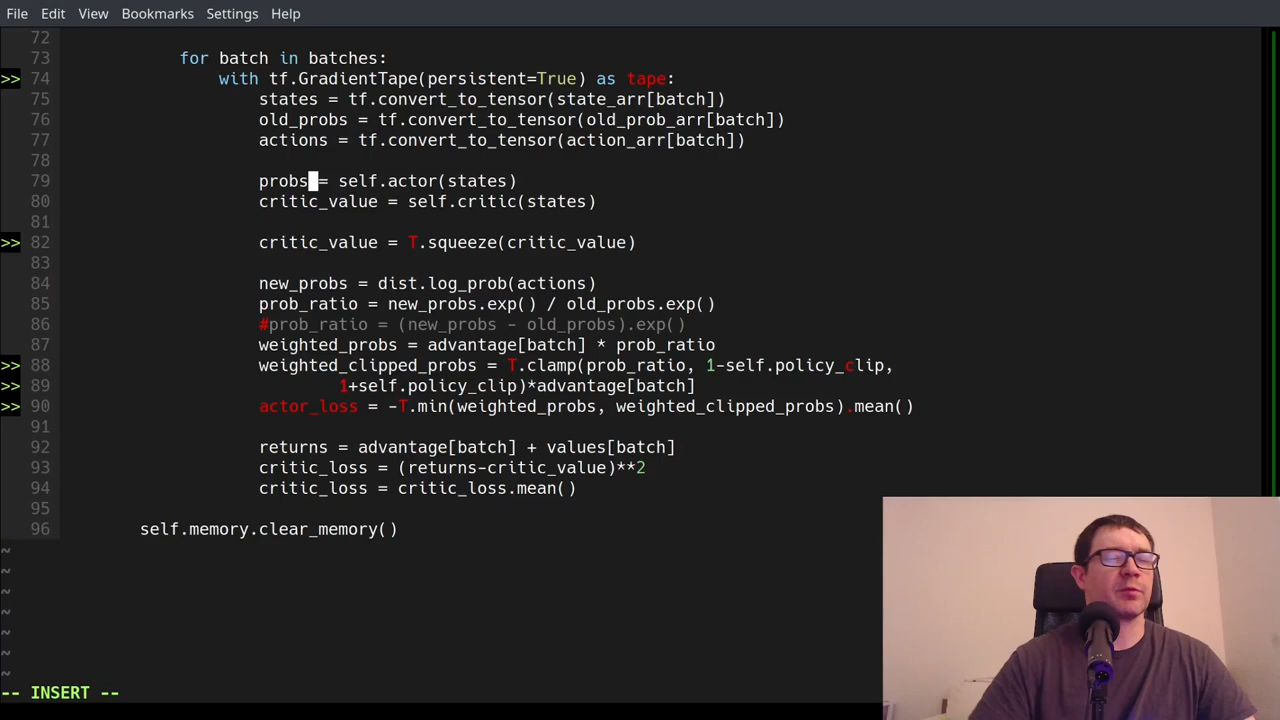 File Edit View Bookmarks Settings Help
72
73 for batch in batches:
>> 74 with tf.GradientTape(persistent=True) as tape:
75 states = tf.convert_to_tensor(state_arr[batch])
76 old_probs = tf.convert_to_tensor(old_prob_arr[batch])
77 actions = tf.convert_to_tensor(action_arr[batch])
78
79 probs = self.actor(states)
80 critic_value = self.critic(states)
81
>> 82 critic_value = T.squeeze(critic_value)
83
84 new_probs = dist.log_prob(actions)
85 prob_ratio = new_probs.exp() / old_probs.exp()
86 #prob_ratio = (new_probs - old_probs).exp()
87 weighted_probs = advantage[batch] * prob_ratio
>> 88 weighted_clipped_probs = T.clamp(prob_ratio, 1-self.policy_clip,
>> 89 1+self.policy_clip)*advantage[batch]
>> 90 actor_loss = -T.min(weighted_probs, weighted_clipped_probs).mean()
91
92 returns = advantage[batch] + values[batch]
93 critic_loss = (returns-critic_value)**2
94 critic_loss = critic_loss.mean()
95
96 self.memory.clear_memory()
~
~
~
~
~
~
~
-- INSERT --